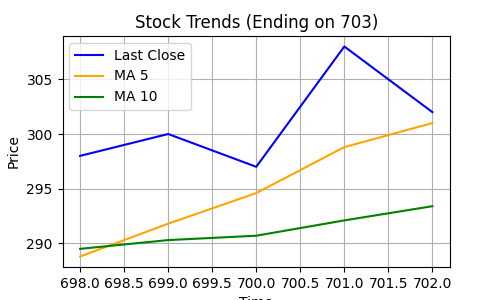 Stock Trends (Ending on 703)
Last Close
MA 5
MA 10
305
300
295
290
Price
698.0 698.5 699.0 699.5 700.0 700.5 701.0 701.5 702.0
Time